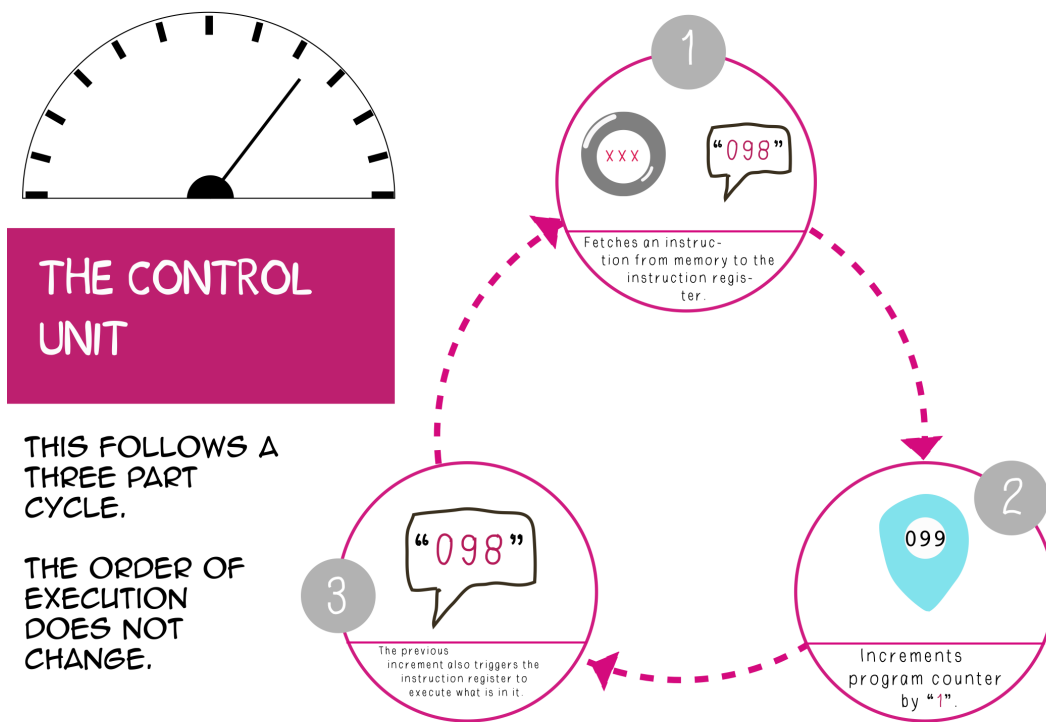 THE CONTROL
UNIT
THIS FOLLOWS A
THREE PART
CYCLE.
THE ORDER OF
EXECUTION
DOES NOT
CHANGE.
1
xxx
“098”
Fetches an instruc-
tion from memory to the
instruction regis-
ter.
2
099
Increments
program counter
by “1”.
3
“098”
The previous
increment also triggers the
instruction register to
execute what is in it.